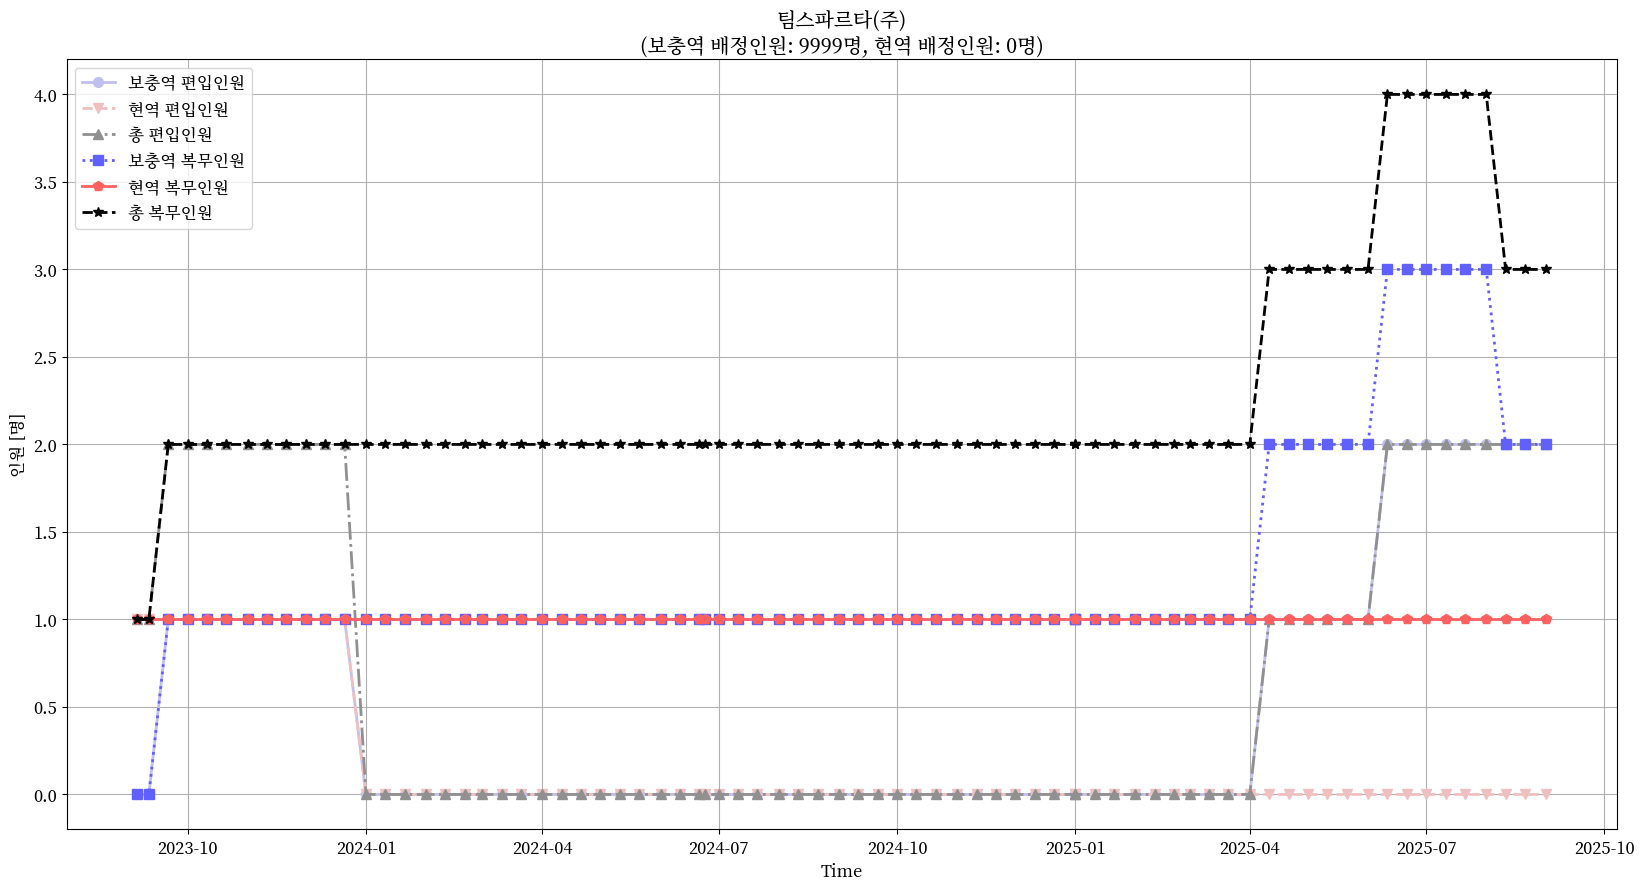 팀스파르타(주)
(보충역 배정인원: 9999명, 현역 배정인원: 0명)
보충역 편입인원
현역 편입인원
총 편입인원
보충역 복무인원
현역 복무인원
총 복무인원
4.0
3.5
3.0
2.5
2.0
1.5
1.0
0.5
0.0
인원 [명]
2023-10
2024-01
2024-04
2024-07
2024-10
2025-01
2025-04
2025-07
2025-10
Time